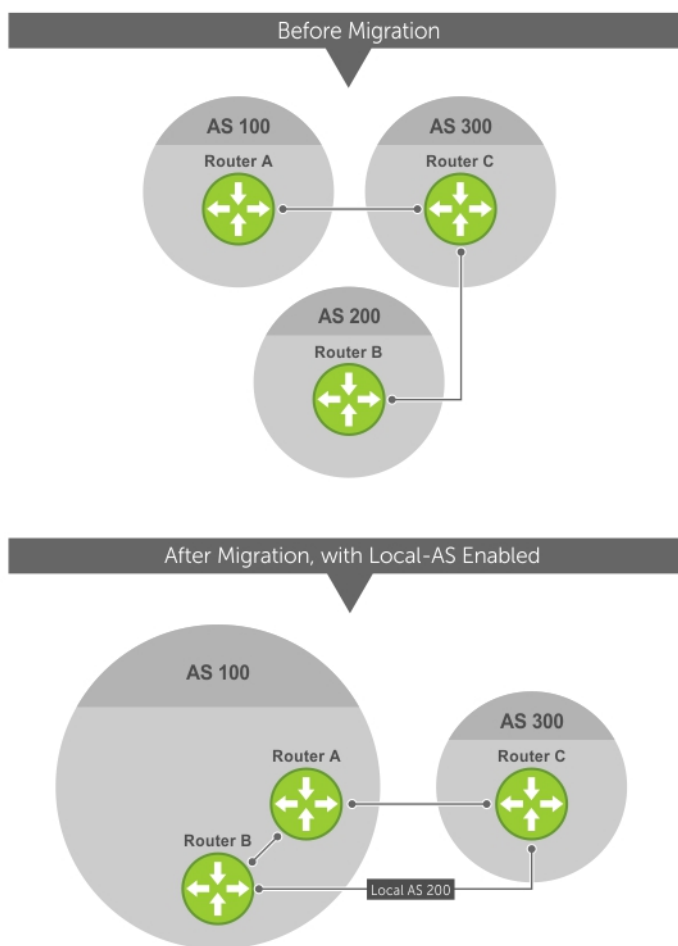 Before Migration
AS 100
AS 300
Router A
Router C
AS 200
Router B
After Migration, with Local-AS Enabled
AS 100
AS 300
Router A
Router C
Router B
Local AS 200